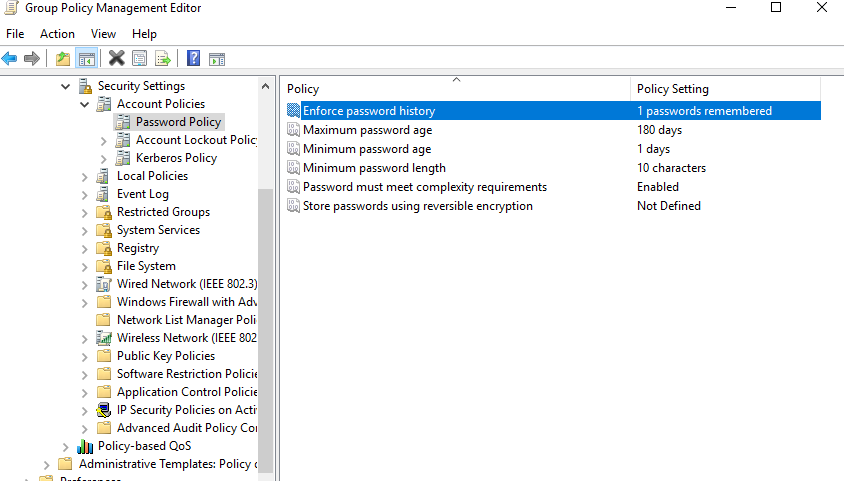 Group Policy Management Editor
File Action View Help
Security Settings
Account Policies
Password Policy
Account Lockout Polic
Kerberos Policy
Local Policies
Event Log
Restricted Groups
System Services
Registry
File System
Wired Network (IEEE 802.3)
Windows Firewall with Adv
Network List Manager Poli
Wireless Network (IEEE 802
Public Key Policies
Software Restriction Policie
Application Control Policie
IP Security Policies on Acti
Advanced Audit Policy Co
Policy-based QoS
Administrative Templates: Policy d
Preferences
Policy Policy Setting
Enforce password history 1 passwords remembered
Maximum password age 180 days
Minimum password age 1 days
Minimum password length 10 characters
Password must meet complexity requirements Enabled
Store passwords using reversible encryption Not Defined